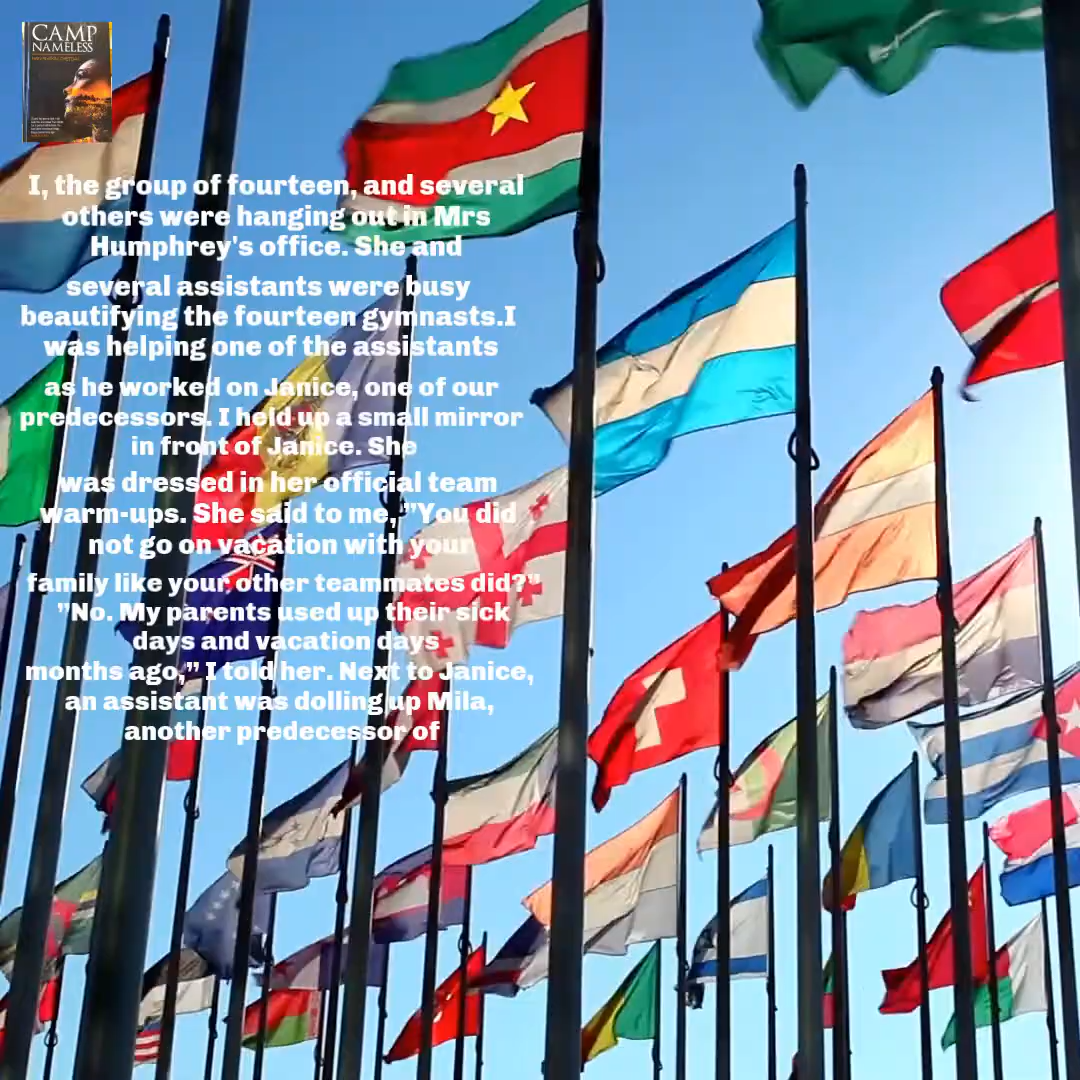 CAMP
NAMELESS
I, the group of fourteen, and several
others were hanging out in Mrs
Humphrey's office. She and
several assistants were busy
beautifying the fourteen gymnasts.I
was helping one of the assistants
as he worked on Janice, one of our
predecessors. I held up a small mirror
in front of Janice. She
was dressed in her official team
warm-ups. She said to me,”You did
not go on vacation with your
family like your other teammates did?”
”No. My parents used up their sick
days and vacation days
months ago,” I told her. Next to Janice,
an assistant was dolling up Mila,
another predecessor of